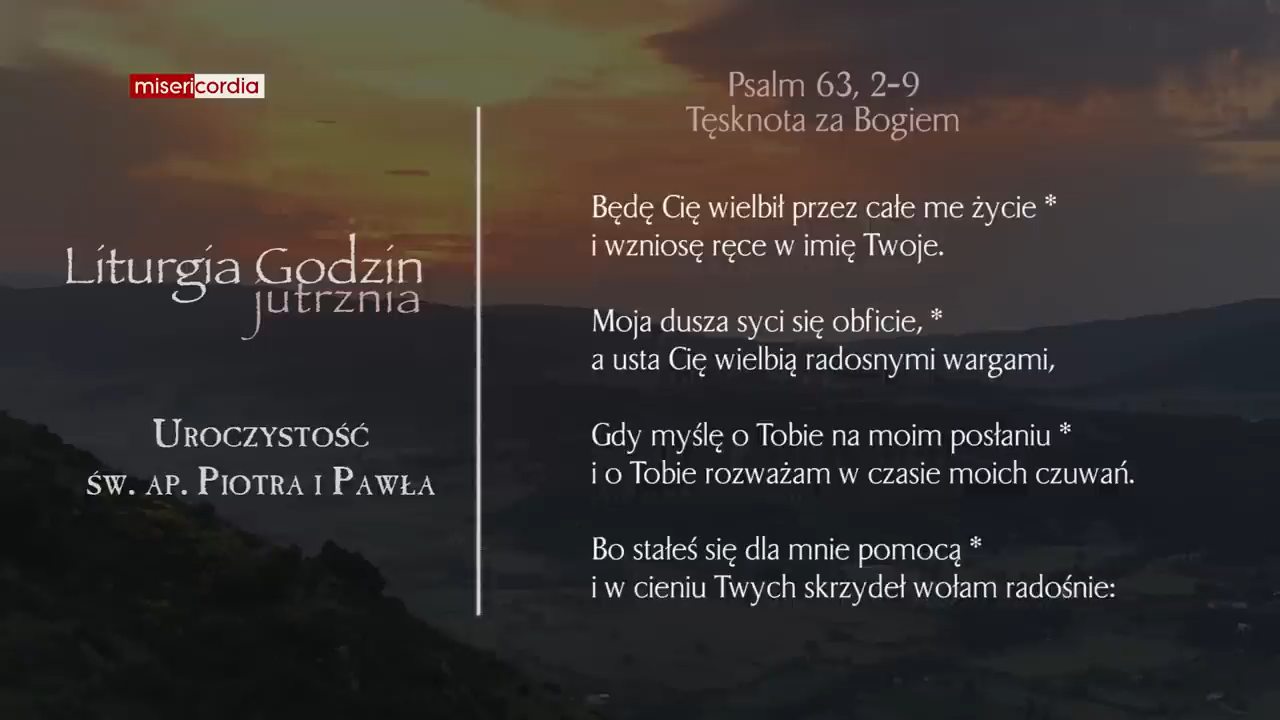 misericordia
Liturgia Godzin
jutrznia
Uroczystość
św. ap. Piotra i Pawła
Psalm 63, 2-9
Tęsknota za Bogiem
Będę Cię wielbił przez całe me życie *
i wzniosę ręce w imię Twoje.
Moja dusza syci się obficie, *
a usta Cię wielbią radosnymi wargami,
Gdy myślę o Tobie na moim posłaniu *
i o Tobie rozważam w czasie moich czuwań.
Bo stałeś się dla mnie pomocą *
i w cieniu Twych skrzydeł wołam radośnie: